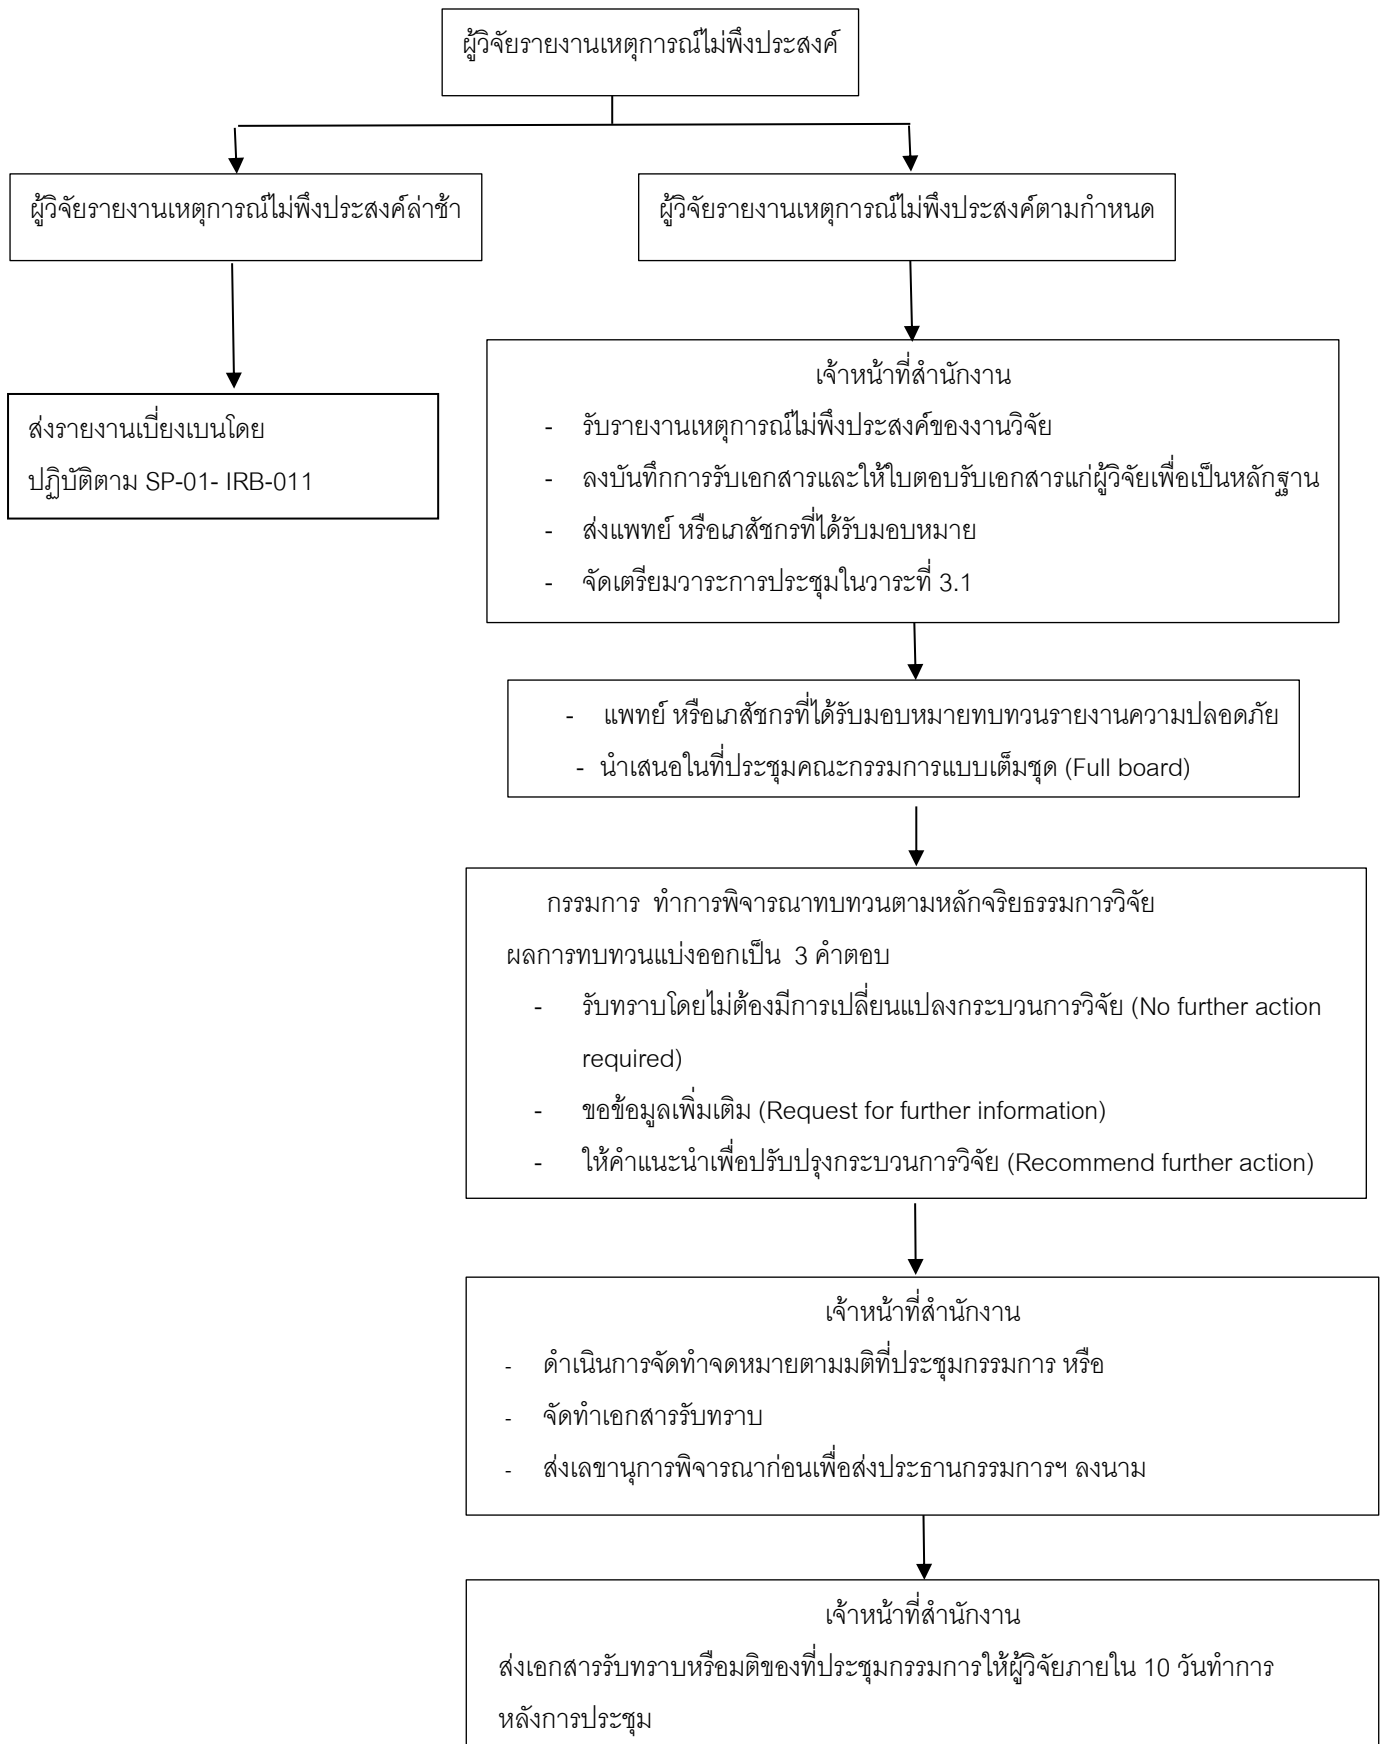 ผู้วิจัยรายงานเหตุการณ์ไม่พึงประสงค์
ผู้วิจัยรายงานเหตุการณ์ไม่พึงประสงค์ล่าช้า
ผู้วิจัยรายงานเหตุการณ์ไม่พึงประสงค์ตามกำหนด
ส่งรายงานเบี่ยงเบนโดย
ปฏิบัติตาม SP-01- IRB-011
เจ้าหน้าที่สำนักงาน
- รับรายงานเหตุการณ์ไม่พึงประสงค์ของงานวิจัย
- ลงบันทึกการรับเอกสารและให้ใบตอบรับเอกสารแก่ผู้วิจัยเพื่อเป็นหลักฐาน
- ส่งแพทย์ หรือเภสัชกรที่ได้รับมอบหมาย
- จัดเตรียมวาระการประชุมในวาระที่ 3.1
- แพทย์ หรือเภสัชกรที่ได้รับมอบหมายทบทวนรายงานความปลอดภัย
- นำเสนอในที่ประชุมคณะกรรมการแบบเต็มชุด (Full board)
กรรมการ ทำการพิจารณาทบทวนตามหลักจริยธรรมการวิจัย
ผลการทบทวนแบ่งออกเป็น 3 คำตอบ
- รับทราบโดยไม่ต้องมีการเปลี่ยนแปลงกระบวนการวิจัย (No further action
required)
- ขอข้อมูลเพิ่มเติม (Request for further information)
- ให้คำแนะนำเพื่อปรับปรุงกระบวนการวิจัย (Recommend further action)
เจ้าหน้าที่สำนักงาน
- ดำเนินการจัดทำจดหมายตามมติที่ประชุมกรรมการ หรือ
- จัดทำเอกสารรับทราบ
- ส่งเลขานุการพิจารณาก่อนเพื่อส่งประธานกรรมการฯ ลงนาม
เจ้าหน้าที่สำนักงาน
ส่งเอกสารรับทราบหรือมติของที่ประชุมกรรมการให้ผู้วิจัยภายใน 10 วันทำการ
หลังการประชุม